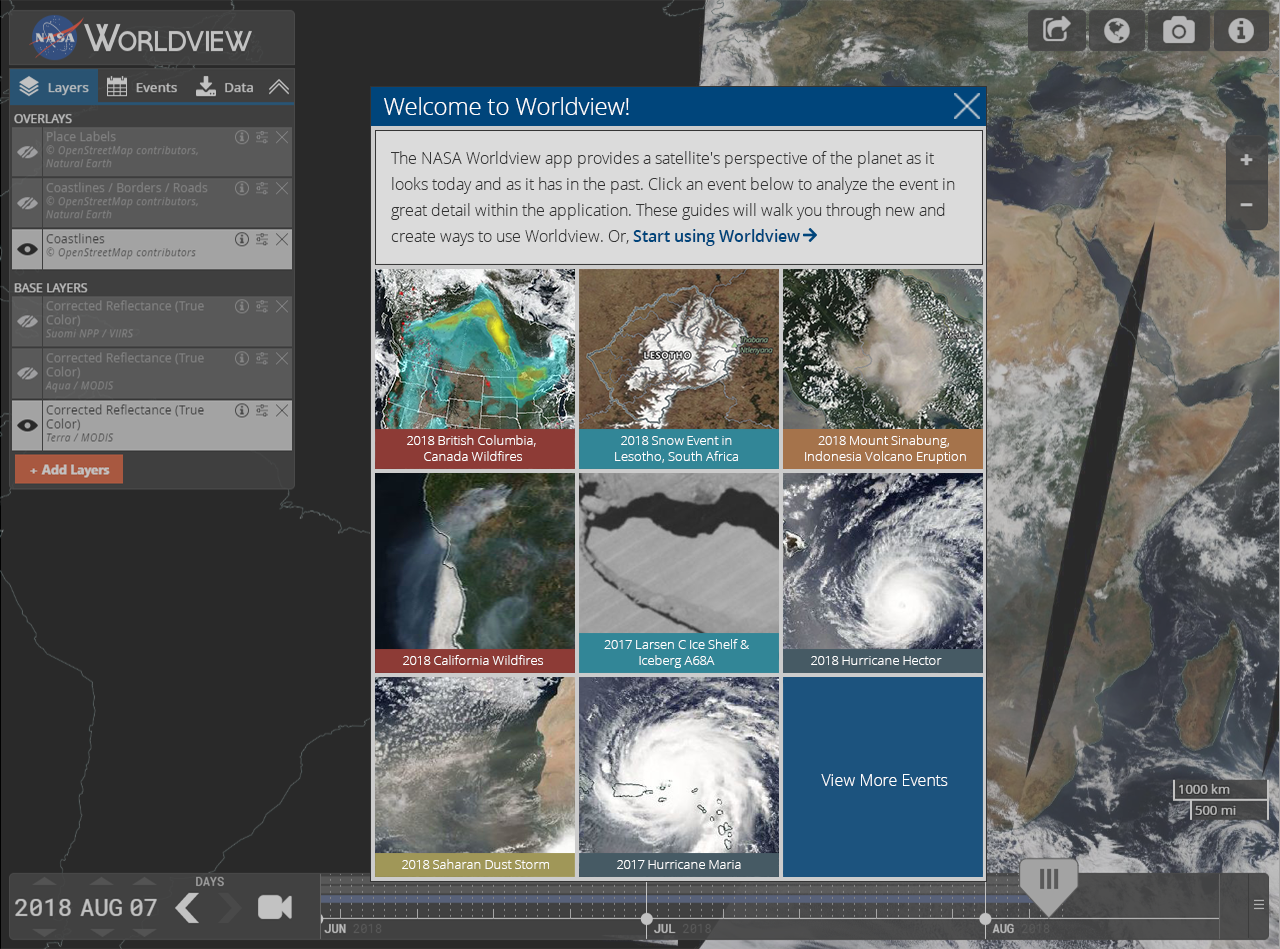 NASA WORLDVIEW
Layers
Events
Data
OVERLAYS
Place Labels
© OpenStreetMap contributors,
Natural Earth
Coastlines / Borders / Roads
© OpenStreetMap contributors,
Natural Earth
Coastlines
© OpenStreetMap contributors
BASE LAYERS
Corrected Reflectance (True
Color)
Suomi NPP / VIIRS
Corrected Reflectance (True
Color)
Aqua / MODIS
Corrected Reflectance (True
Color)
Terra / MODIS
+ Add Layers
Welcome to Worldview!
The NASA Worldview app provides a satellite's perspective of the planet as it
looks today and as it has in the past. Click an event below to analyze the event in
great detail within the application. These guides will walk you through new and
create ways to use Worldview. Or, Start using Worldview
LESOTHO
Thabana
Ntlenyana
2018 British Columbia,
Canada Wildfires
2018 Snow Event in
Lesotho, South Africa
2018 Mount Sinabung,
Indonesia Volcano Eruption
2018 California Wildfires
2017 Larsen C Ice Shelf &
Iceberg A68A
2018 Hurricane Hector
2018 Saharan Dust Storm
2017 Hurricane Maria
View More Events
+
−
1000 km
500 mi
DAYS
2018 AUG 07
JUN 2018
JUL 2018
AUG 2018